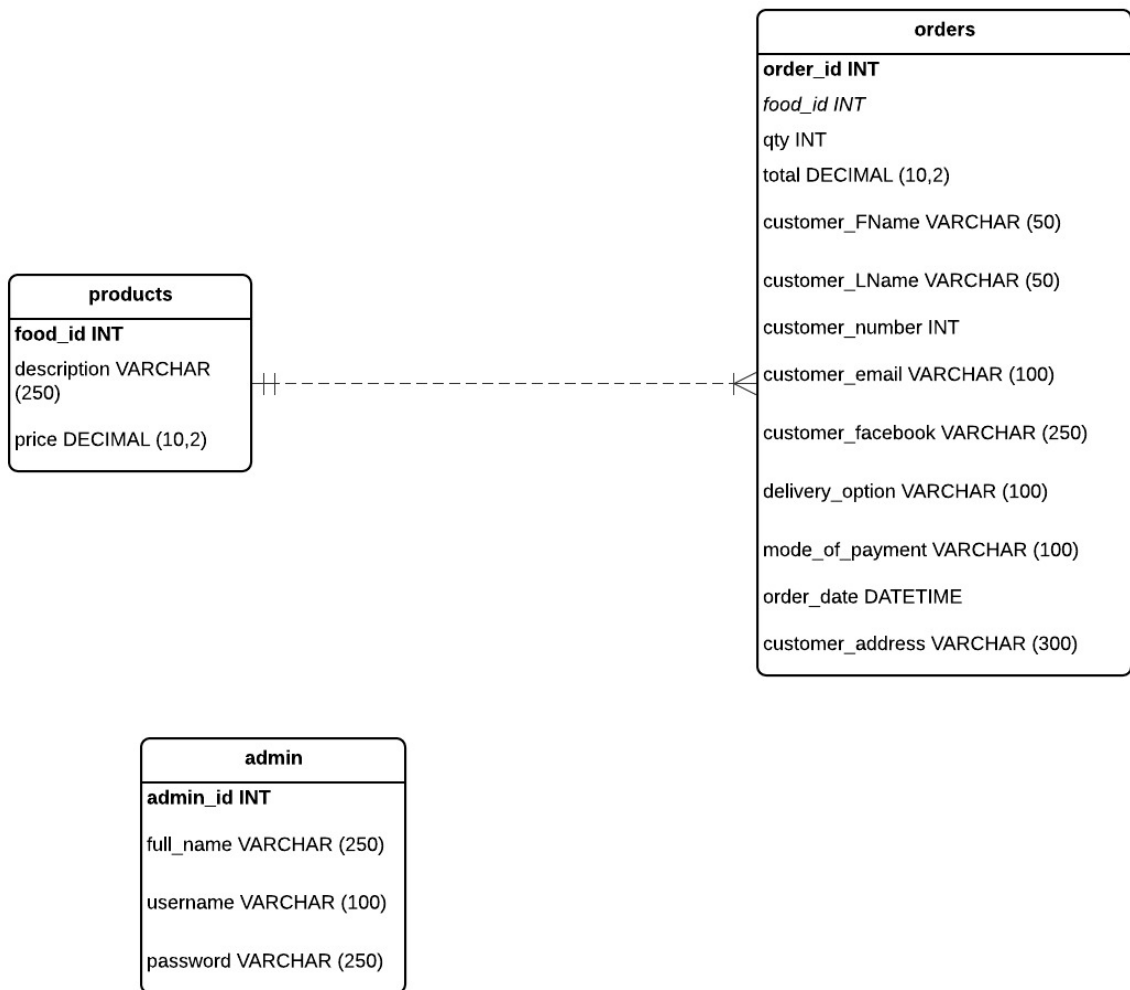 orders
order_id INT
food_id INT
qty INT
total DECIMAL (10,2)
customer_FName VARCHAR (50)
customer_LName VARCHAR (50)
customer_number INT
customer_email VARCHAR (100)
customer_facebook VARCHAR (250)
delivery_option VARCHAR (100)
mode_of_payment VARCHAR (100)
order_date DATETIME
customer_address VARCHAR (300)
products
food_id INT
description VARCHAR
(250)
price DECIMAL (10,2)
admin
admin_id INT
full_name VARCHAR (250)
username VARCHAR (100)
password VARCHAR (250)